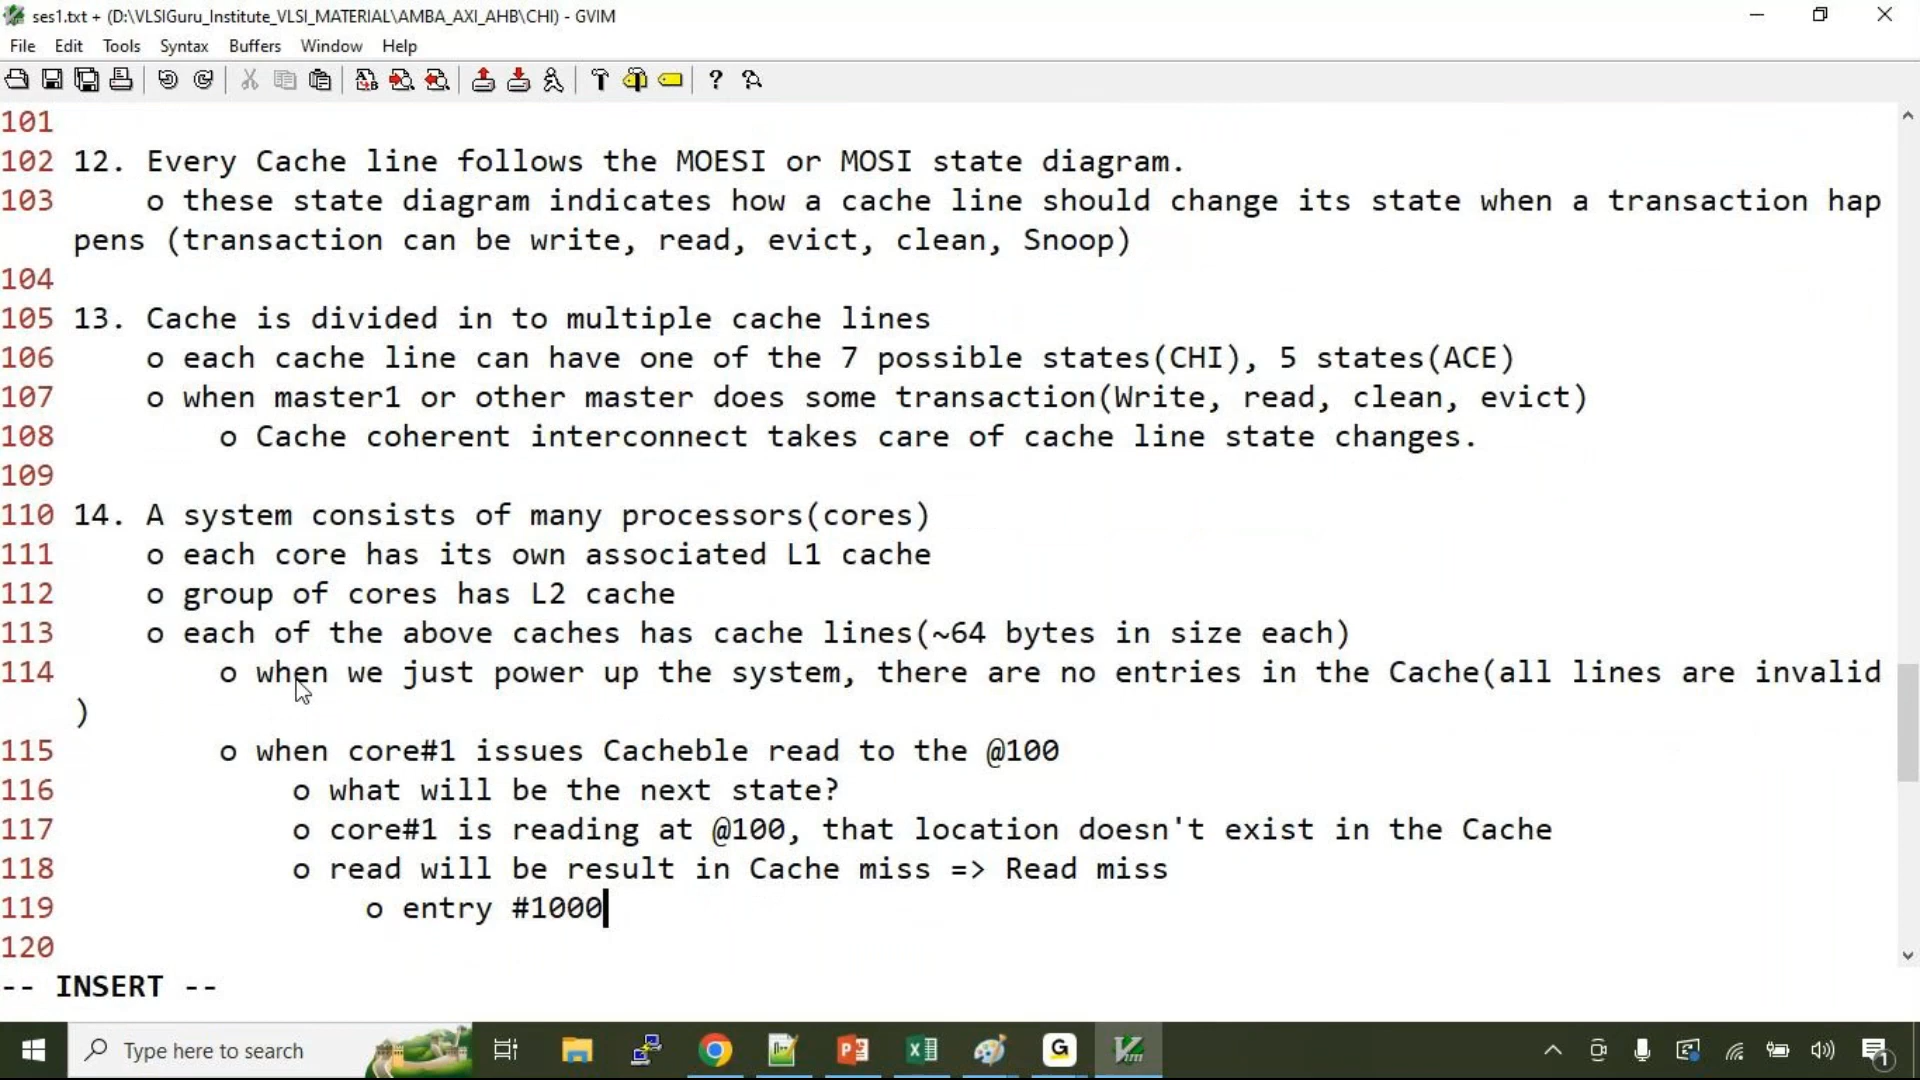 ses1.txt + (D:\VLSIGuru_Institute_VLSI_MATERIAL\AMBA_AXI_AHB\CHI) - GVIM
File Edit Tools Syntax Buffers Window Help
101
102 12. Every Cache line follows the MOESI or MOSI state diagram.
103 o these state diagram indicates how a cache line should change its state when a transaction hap
pens (transaction can be write, read, evict, clean, Snoop)
104
105 13. Cache is divided in to multiple cache lines
106 o each cache line can have one of the 7 possible states(CHI), 5 states(ACE)
107 o when master1 or other master does some transaction(Write, read, clean, evict)
108 o Cache coherent interconnect takes care of cache line state changes.
109
110 14. A system consists of many processors(cores)
111 o each core has its own associated L1 cache
112 o group of cores has L2 cache
113 o each of the above caches has cache lines(~64 bytes in size each)
114 o when we just power up the system, there are no entries in the Cache(all lines are invalid
)
115 o when core#1 issues Cacheble read to the @100
116 o what will be the next state?
117 o core#1 is reading at @100, that location doesn't exist in the Cache
118 o read will be result in Cache miss => Read miss
119 o entry #1000
120
-- INSERT --
Type here to search